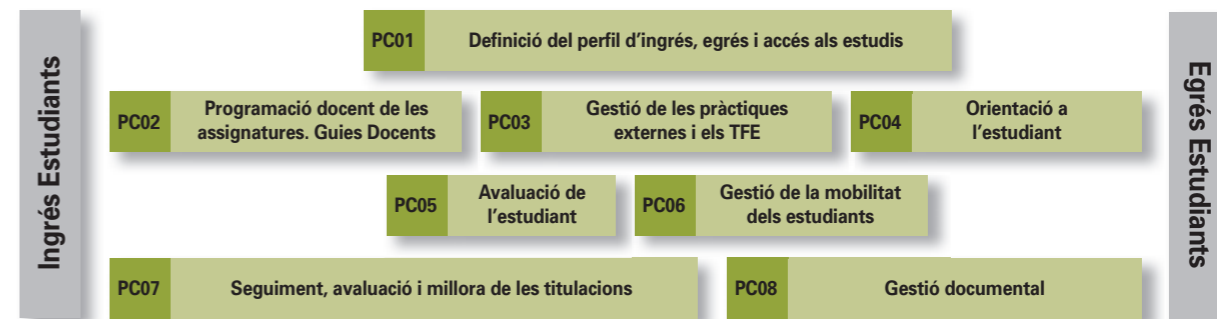 Ingrés Estudiants
PC01
Definició del perfil d’ingrés, egrés i accés als estudis
PC02
Programació docent de les
assignatures. Guies Docents
PC03
Gestió de les pràctiques
externes i els TFE
PC04
Orientació a
l’estudiant
PC05
Avaluació de
l’estudiant
PC06
Gestió de la mobilitat
dels estudiants
PC07
Seguiment, avaluació i millora de les titulacions
PC08
Gestió documental
Egrés Estudiants